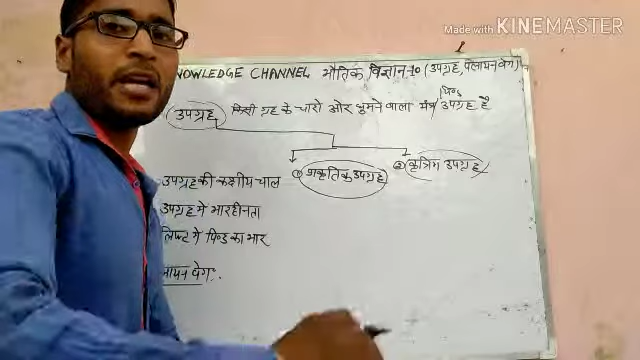 Made with KINEMASTER
NOWLEDGE CHANNEL भौतिक विज्ञान-10 (उपग्रह, पलायन वेग)
पिण्ड
उपग्रह किसी ग्रह के चारो ओर घूमने वाला उपग्रह है
① प्राकृतिक उपग्रह ② कृत्रिम उपग्रह
उपग्रह की कक्षीय चाल
उपग्रह मे भारहीनता
लिफ्ट मे पिण्ड का भार
लायन वेगः